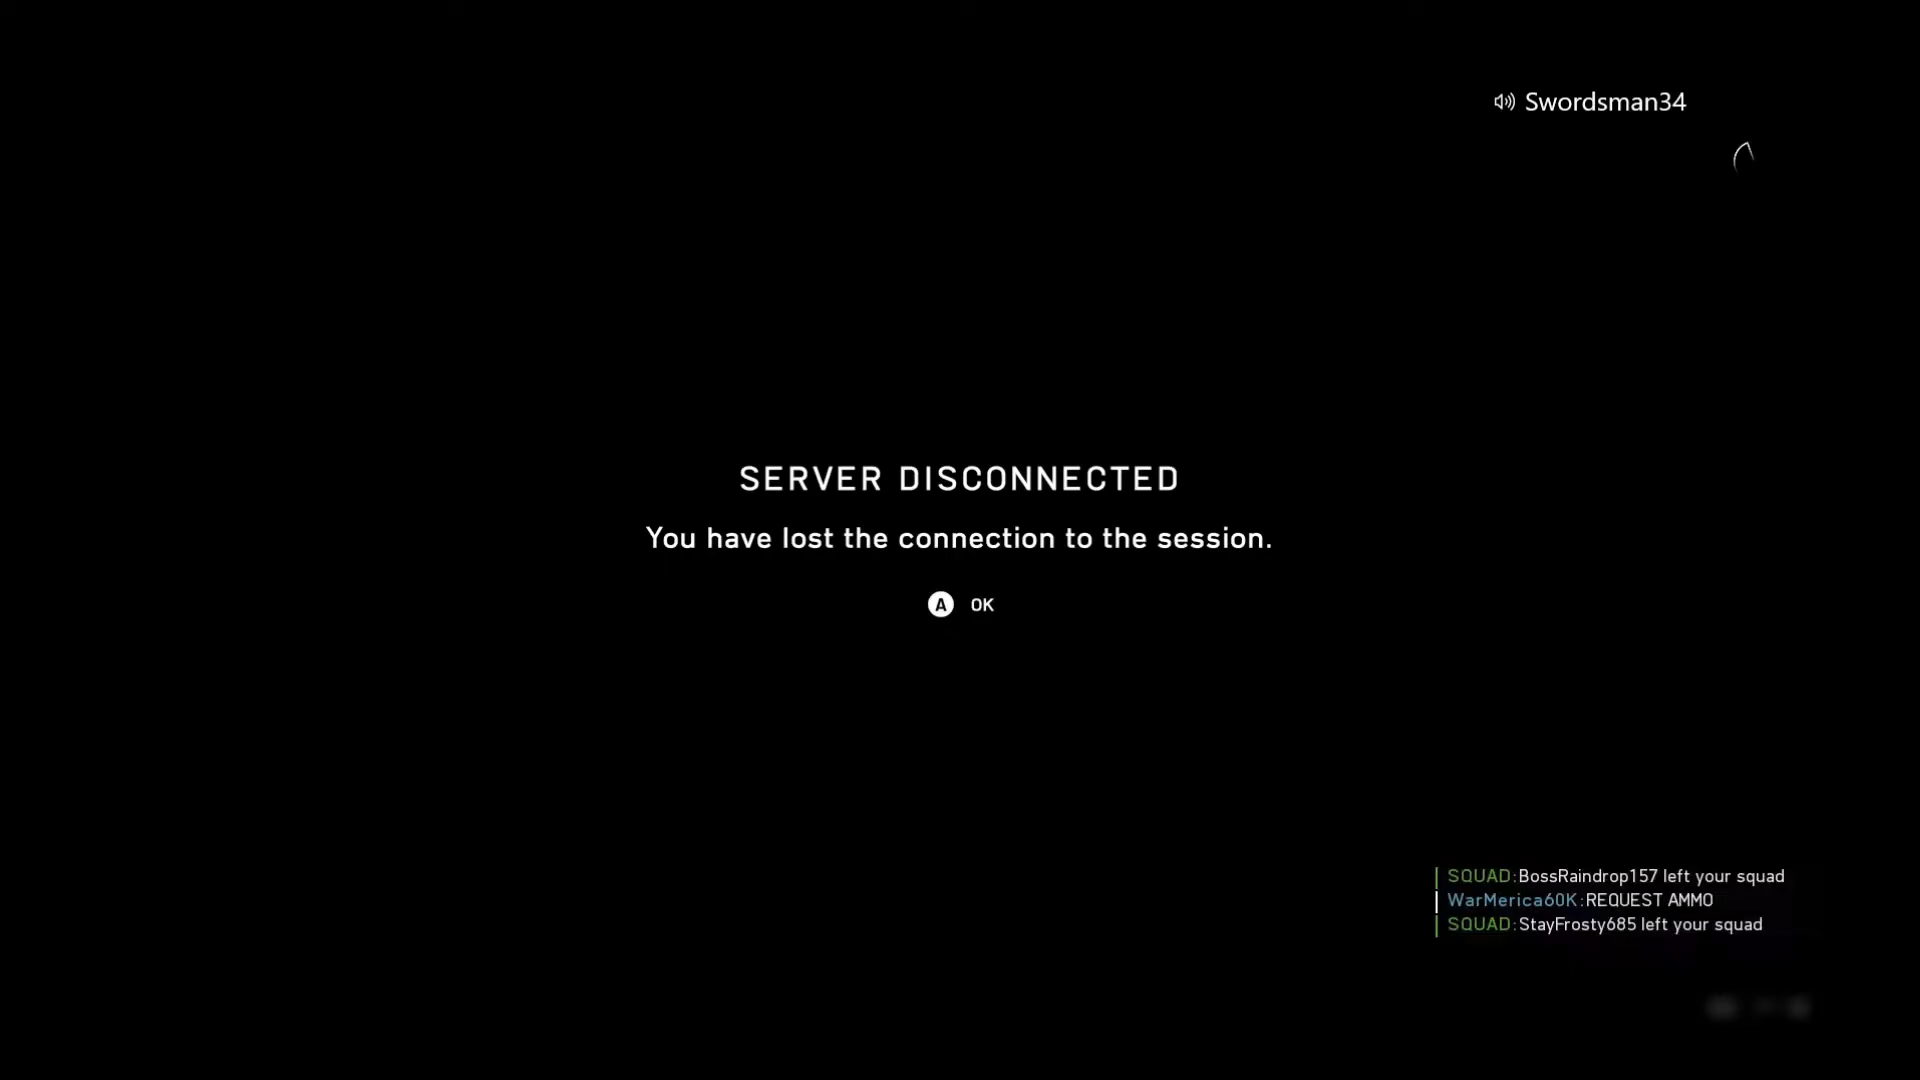 Swordsman34
SERVER DISCONNECTED
You have lost the connection to the session.
A OK
SQUAD:BossRaindrop157 left your squad
WarMerica60K:REQUEST AMMO
SQUAD:StayFrosty685 left your squad